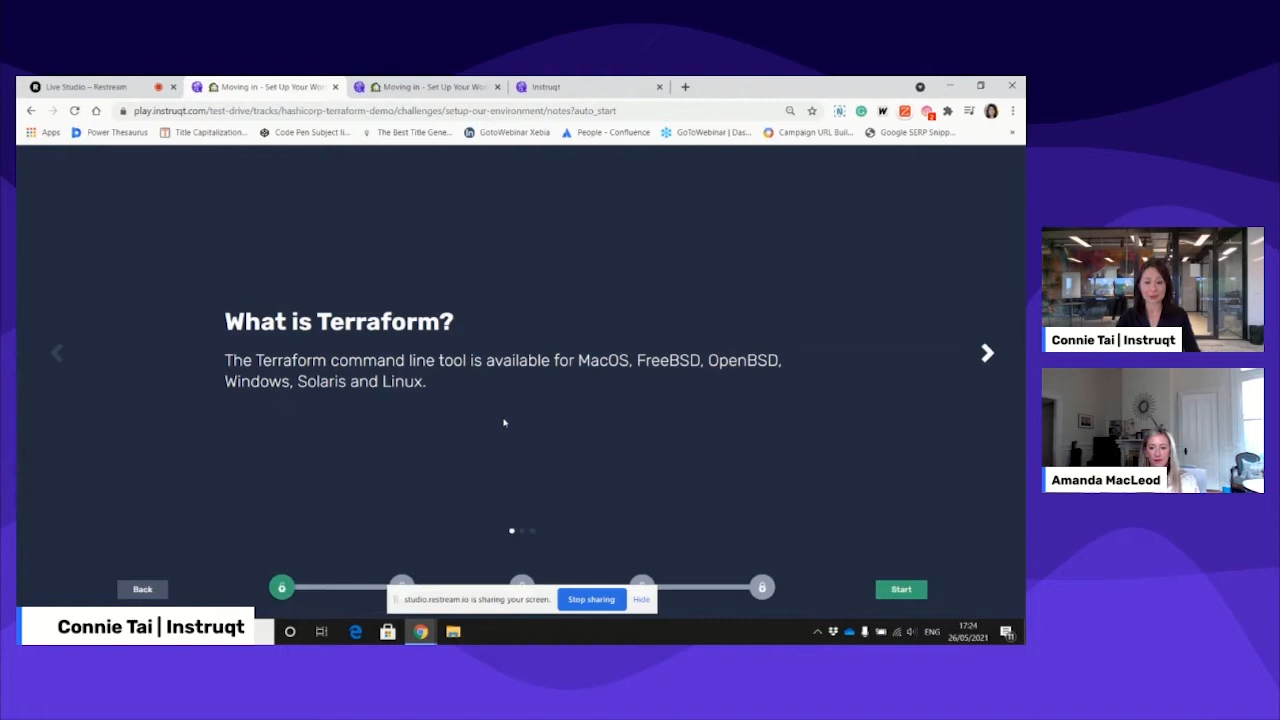 Live Studio – Restream
Moving in - Set Up Your Wor
Moving in - Set Up Your Wor
Instruqt
play.instruqt.com/test-drive/tracks/hashicorp-terraform-demo/challenges/setup-our-environment/notes?auto_start
Apps
Power Thesaurus
Title Capitalization...
Code Pen Subject li...
The Best Title Gene...
GotoWebinar Xebia
People - Confluence
GoToWebinar | Das...
Campaign URL Buil...
Google SERP Snipp...
What is Terraform?
The Terraform command line tool is available for MacOS, FreeBSD, OpenBSD,
Windows, Solaris and Linux.
Connie Tai | Instruqt
Amanda MacLeod
Back
studio.restream.io is sharing your screen.
Stop sharing
Hide
Start
Connie Tai | Instruqt
ENG
17:24
26/05/2021